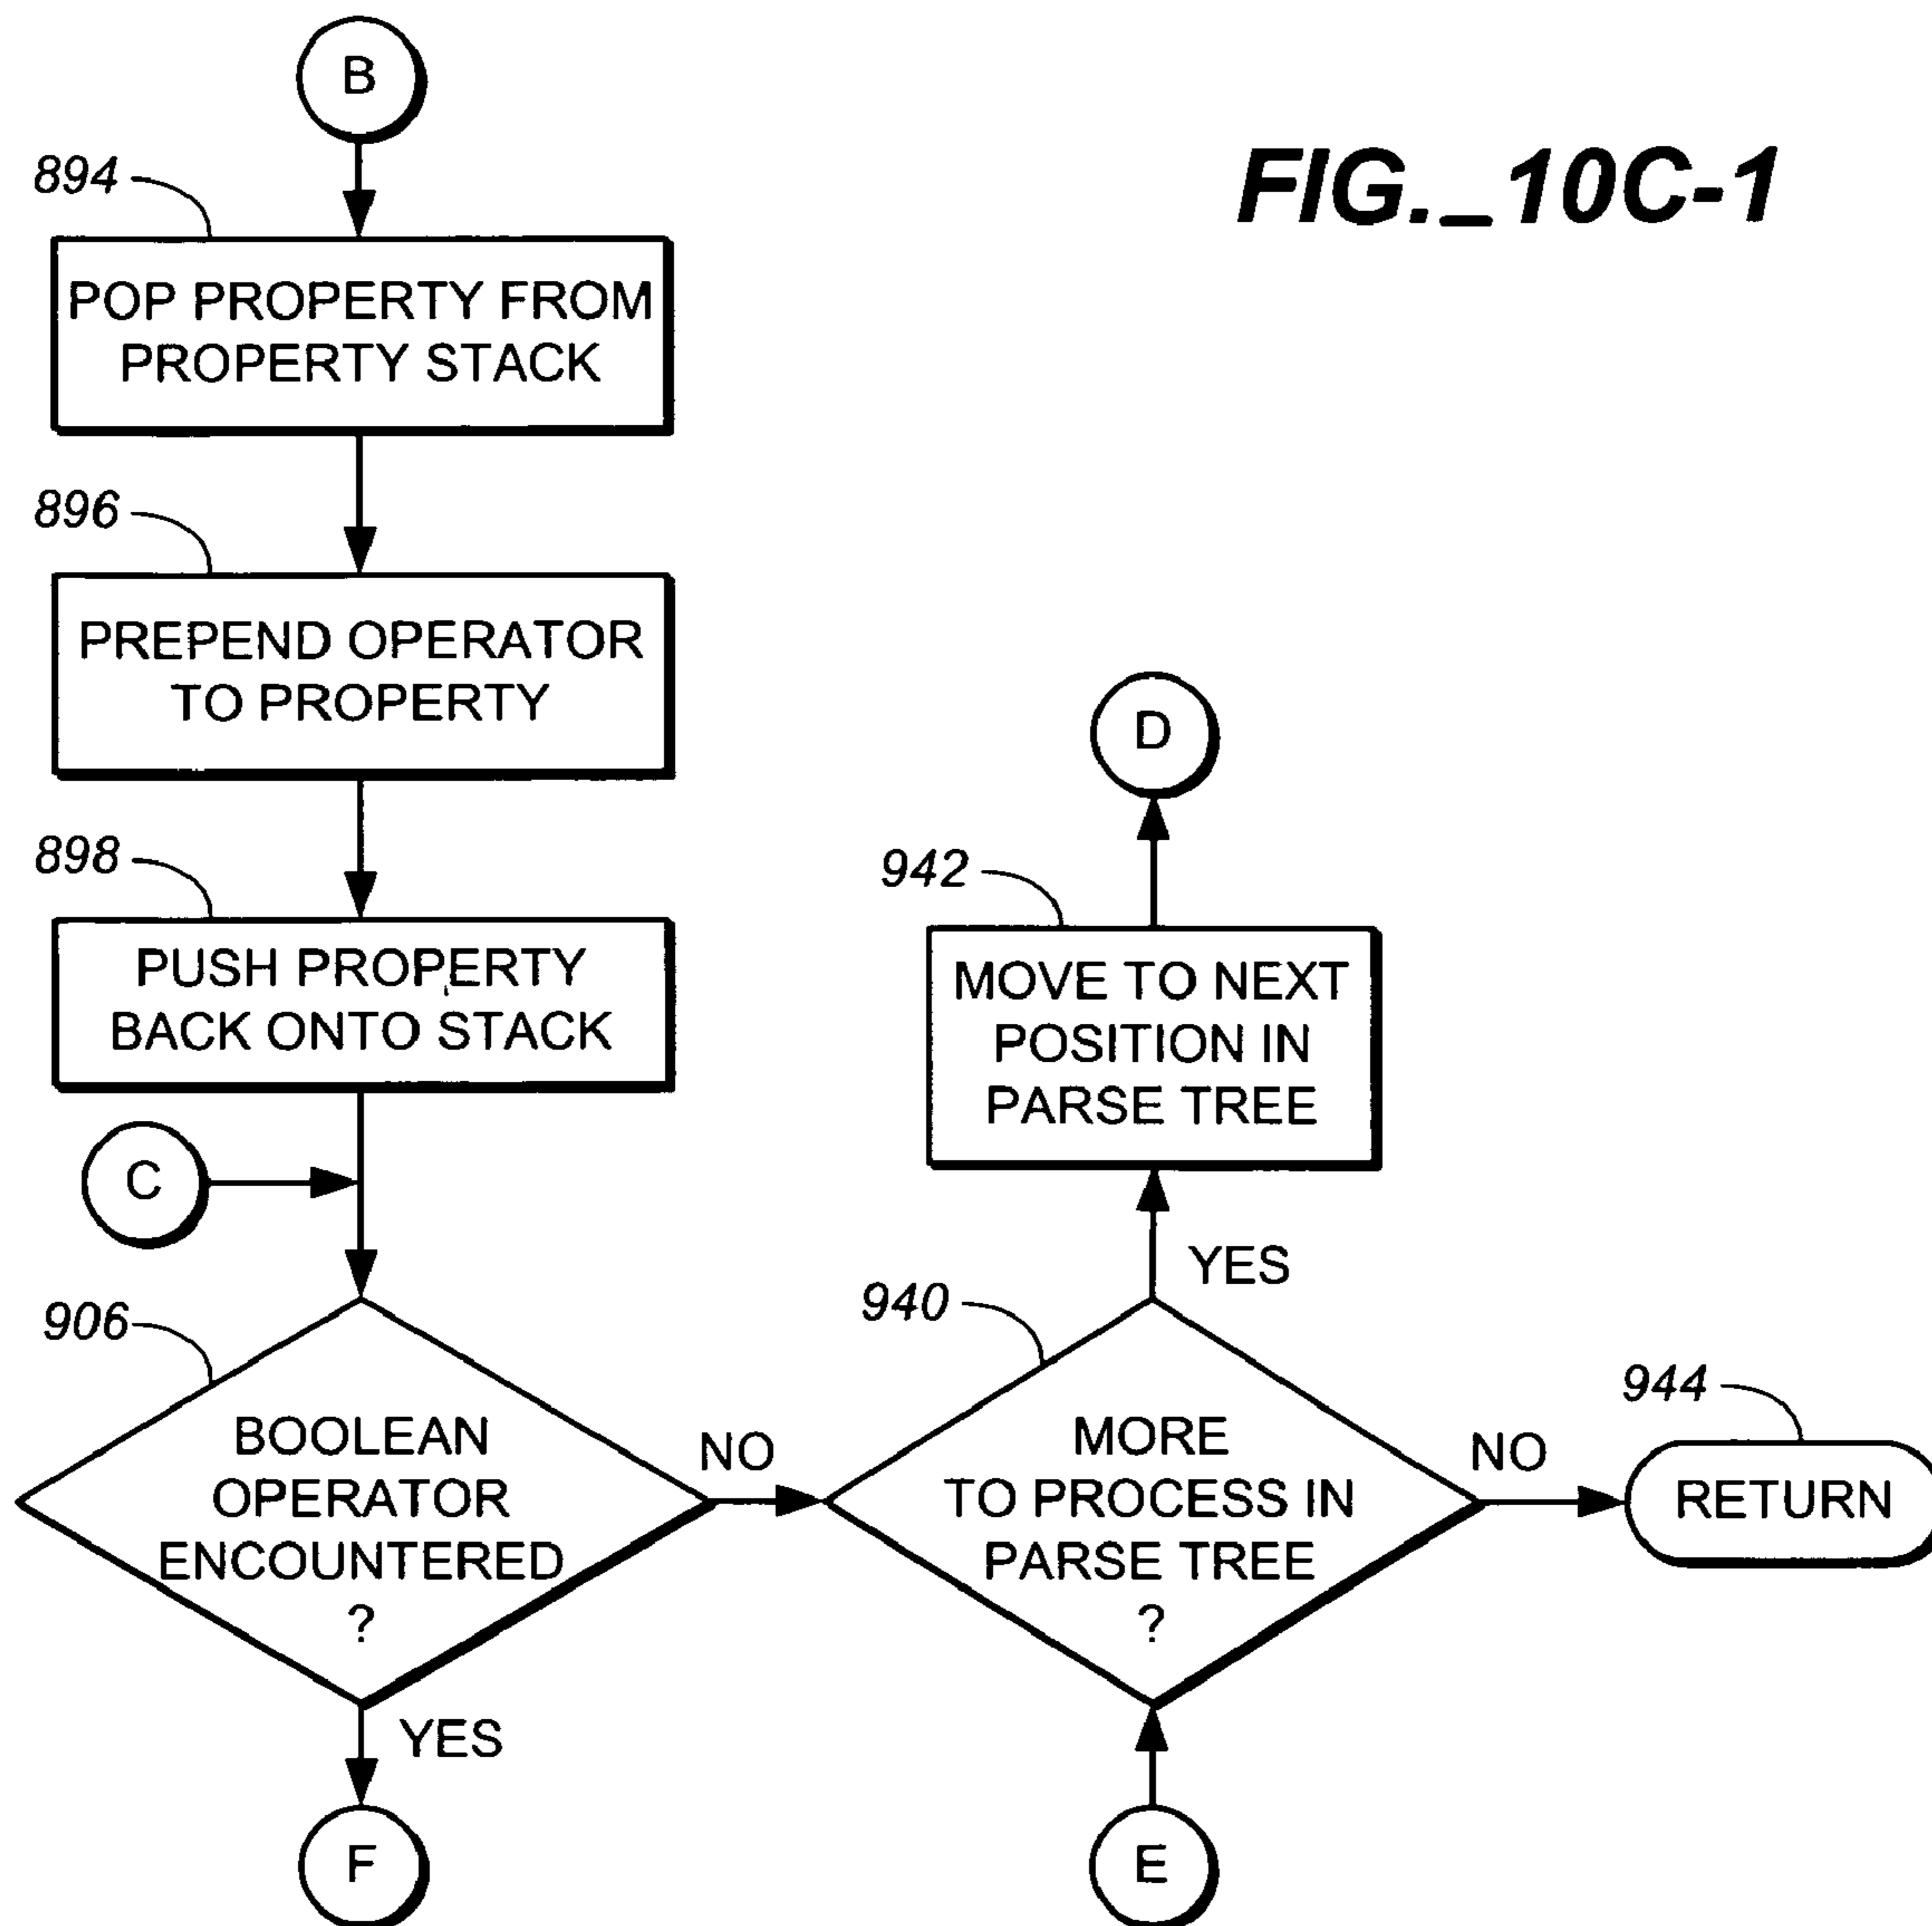 B
FIG._10C-1
894
POP PROPERTY FROM
PROPERTY STACK
896
PREPEND OPERATOR
TO PROPERTY
D
898
PUSH PROPERTY
BACK ONTO STACK
942
MOVE TO NEXT
POSITION IN
PARSE TREE
C
YES
906
BOOLEAN
OPERATOR
ENCOUNTERED
?
NO
940
MORE
TO PROCESS IN
PARSE TREE
?
NO
944
RETURN
YES
F
E